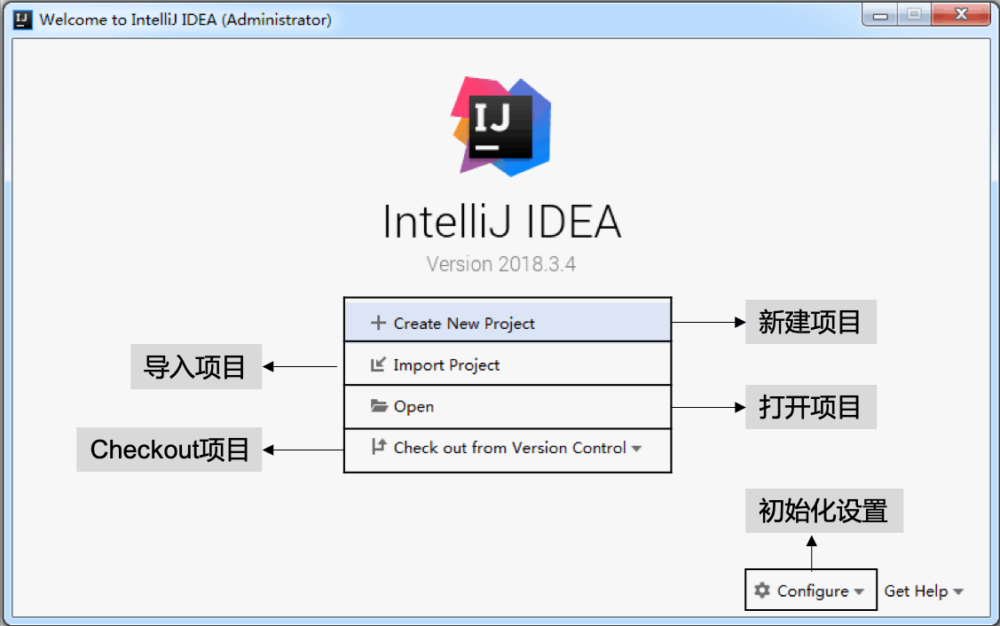 Welcome to IntelliJ IDEA (Administrator)
IJ
IntelliJ IDEA
Version 2018.3.4
Create New Project
新建项目
Import Project
导入项目
Open
打开项目
Check out from Version Control
Checkout项目
初始化设置
Configure
Get Help